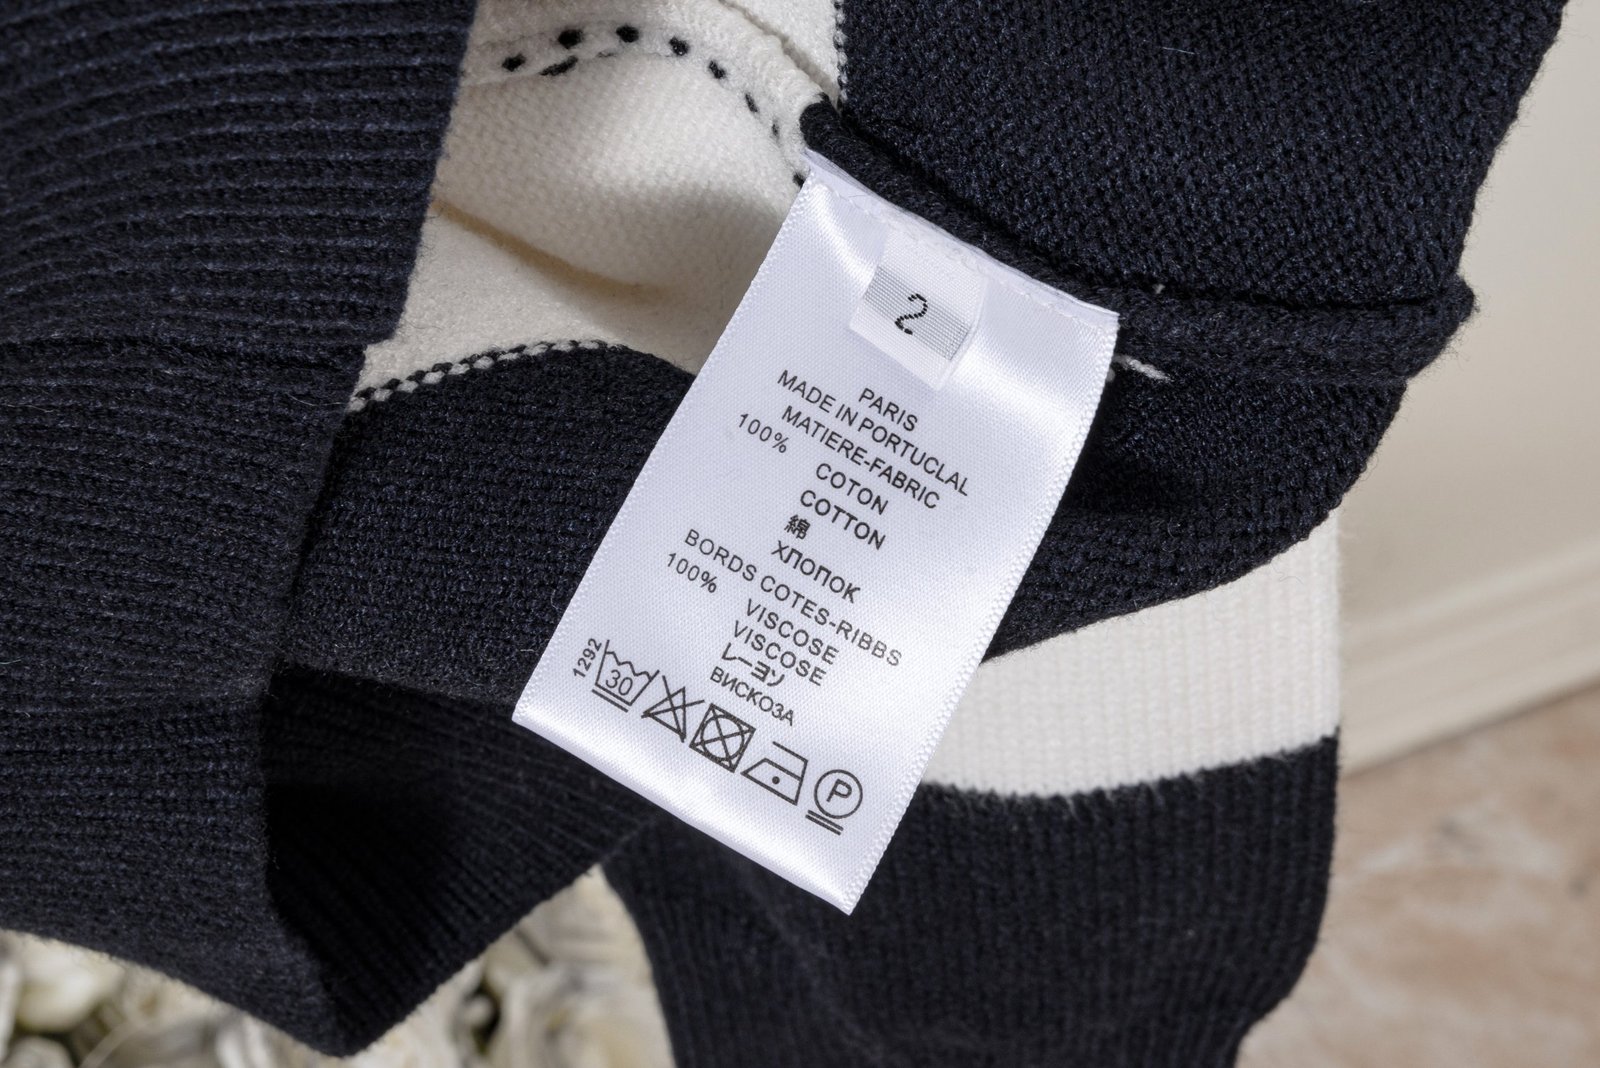 2
PARIS
MADE IN PORTUCLAL
MATIERE-FABRIC
100%
COTON
COTTON
綿
ХЛОПОК
BORDS COTES-RIBBS
100%
VISCOSE
VISCOSE
レーヨン
ВИСКОЗА
1292
30
P